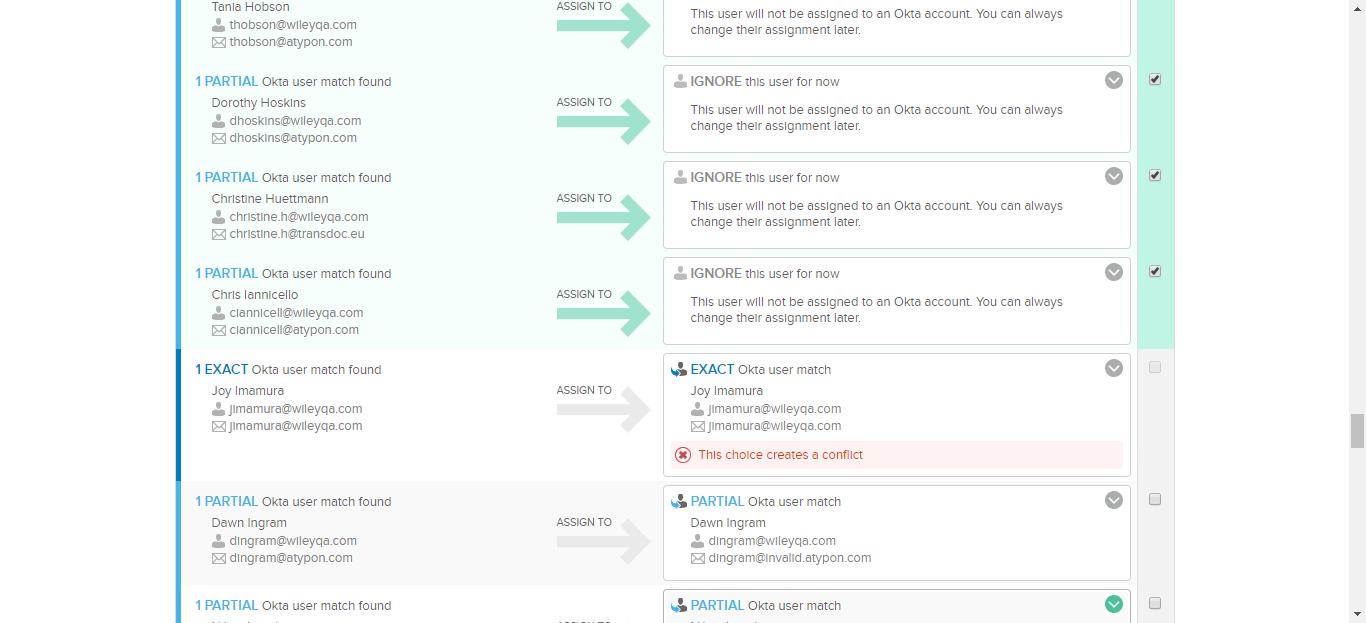 Tania Hobson
thobson@wileyqa.com
thobson@atypon.com
ASSIGN TO
This user will not be assigned to an Okta account. You can always
change their assignment later.
1 PARTIAL Okta user match found
Dorothy Hoskins
dhoskins@wileyqa.com
dhoskins@atypon.com
ASSIGN TO
IGNORE this user for now
This user will not be assigned to an Okta account. You can always
change their assignment later.
1 PARTIAL Okta user match found
Christine Huettmann
christine.h@wileyqa.com
christine.h@transdoc.eu
ASSIGN TO
IGNORE this user for now
This user will not be assigned to an Okta account. You can always
change their assignment later.
1 PARTIAL Okta user match found
Chris Iannicello
ciannicell@wileyqa.com
ciannicell@atypon.com
ASSIGN TO
IGNORE this user for now
This user will not be assigned to an Okta account. You can always
change their assignment later.
1 EXACT Okta user match found
Joy Imamura
jimamura@wileyqa.com
jimamura@wileyqa.com
ASSIGN TO
EXACT Okta user match
Joy Imamura
jimamura@wileyqa.com
jimamura@wileyqa.com
This choice creates a conflict
1 PARTIAL Okta user match found
Dawn Ingram
dingram@wileyqa.com
dingram@atypon.com
ASSIGN TO
PARTIAL Okta user match
Dawn Ingram
dingram@wileyqa.com
dingram@invalid.atypon.com
1 PARTIAL Okta user match found
PARTIAL Okta user match